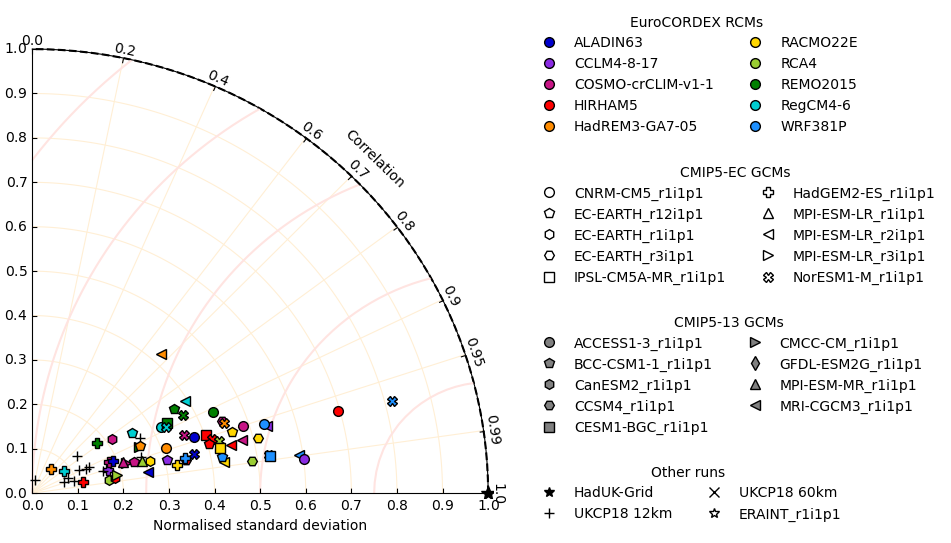 0.0
0.2
0.4
0.6
Correlation
0.7
0.8
0.9
0.95
0.99
1.0
1.0
0.9
0.8
0.7
0.6
0.5
0.4
0.3
0.2
0.1
0.0
0.0 0.1 0.2 0.3 0.4 0.5 0.6 0.7 0.8 0.9 1.0
Normalised standard deviation
EuroCORDEX RCMs
ALADIN63 RACMO22E
CCLM4-8-17 RCA4
COSMO-crCLIM-v1-1 REMO2015
HIRHAM5 RegCM4-6
HadREM3-GA7-05 WRF381P
CMIP5-EC GCMs
CNRM-CM5_r1i1p1 HadGEM2-ES_r1i1p1
EC-EARTH_r12i1p1 MPI-ESM-LR_r1i1p1
EC-EARTH_r1i1p1 MPI-ESM-LR_r2i1p1
EC-EARTH_r3i1p1 MPI-ESM-LR_r3i1p1
IPSL-CM5A-MR_r1i1p1 NorESM1-M_r1i1p1
CMIP5-13 GCMs
ACCESS1-3_r1i1p1 CMCC-CM_r1i1p1
BCC-CSM1-1_r1i1p1 GFDL-ESM2G_r1i1p1
CanESM2_r1i1p1 MPI-ESM-MR_r1i1p1
CCSM4_r1i1p1 MRI-CGCM3_r1i1p1
CESM1-BGC_r1i1p1
Other runs
HadUK-Grid UKCP18 60km
UKCP18 12km ERAINT_r1i1p1